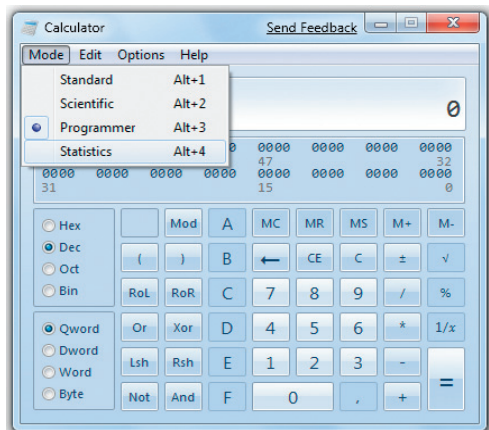 Calculator Send Feedback
Mode Edit Options Help
Standard Alt+1
Scientific Alt+2
Programmer Alt+3
Statistics Alt+4
0
0000 0000 0000 0000
47 32
0000 0000 0000 0000 0000 0000 0000 0000
31 15 0
Hex Mod A MC MR MS M+ M-
Dec ( ) B ← CE C ± √
Oct
Bin RoL RoR C 7 8 9 / %
Qword Or Xor D 4 5 6 * 1/x
Dword Lsh Rsh E 1 2 3 - =
Word
Byte Not And F 0 , +